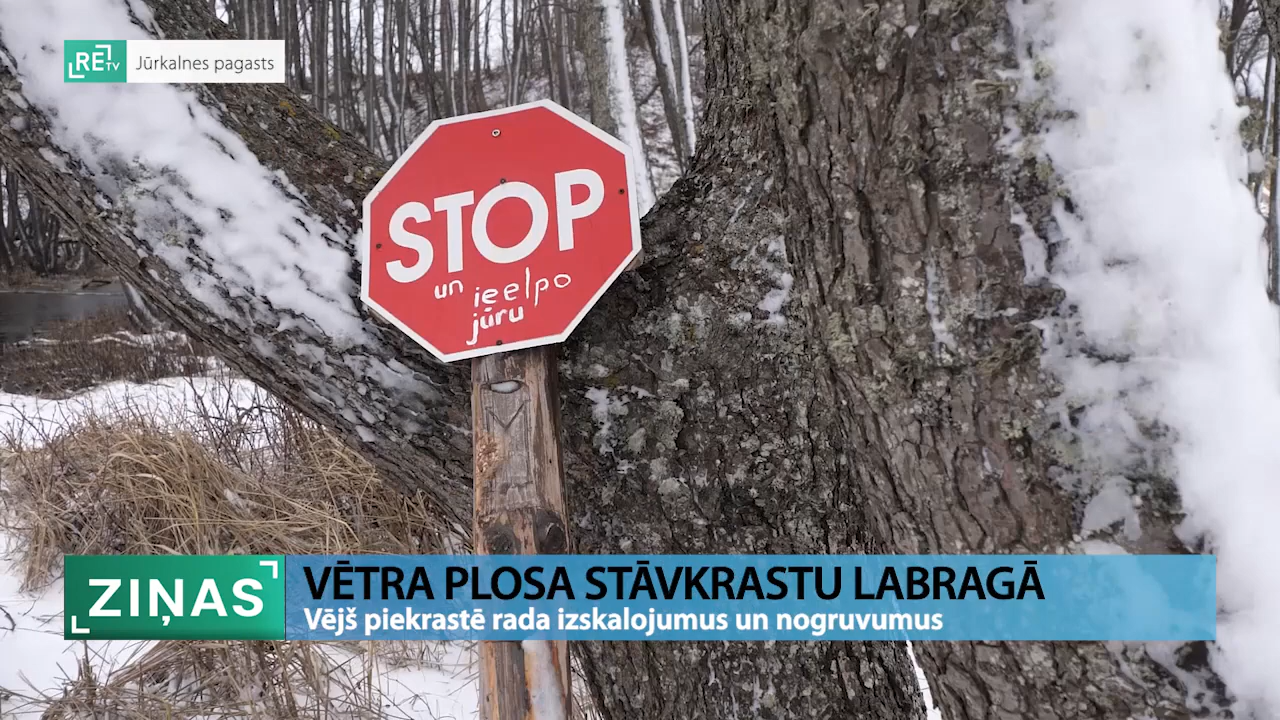 RE TV Jūrkalnes pagasts
STOP
un ieelpo
jūru
ZIŅAS
VĒTRA PLOSA STĀVKRASTU LABRAGĀ
Vējš piekrastē rada izskalojumus un nogruvumus